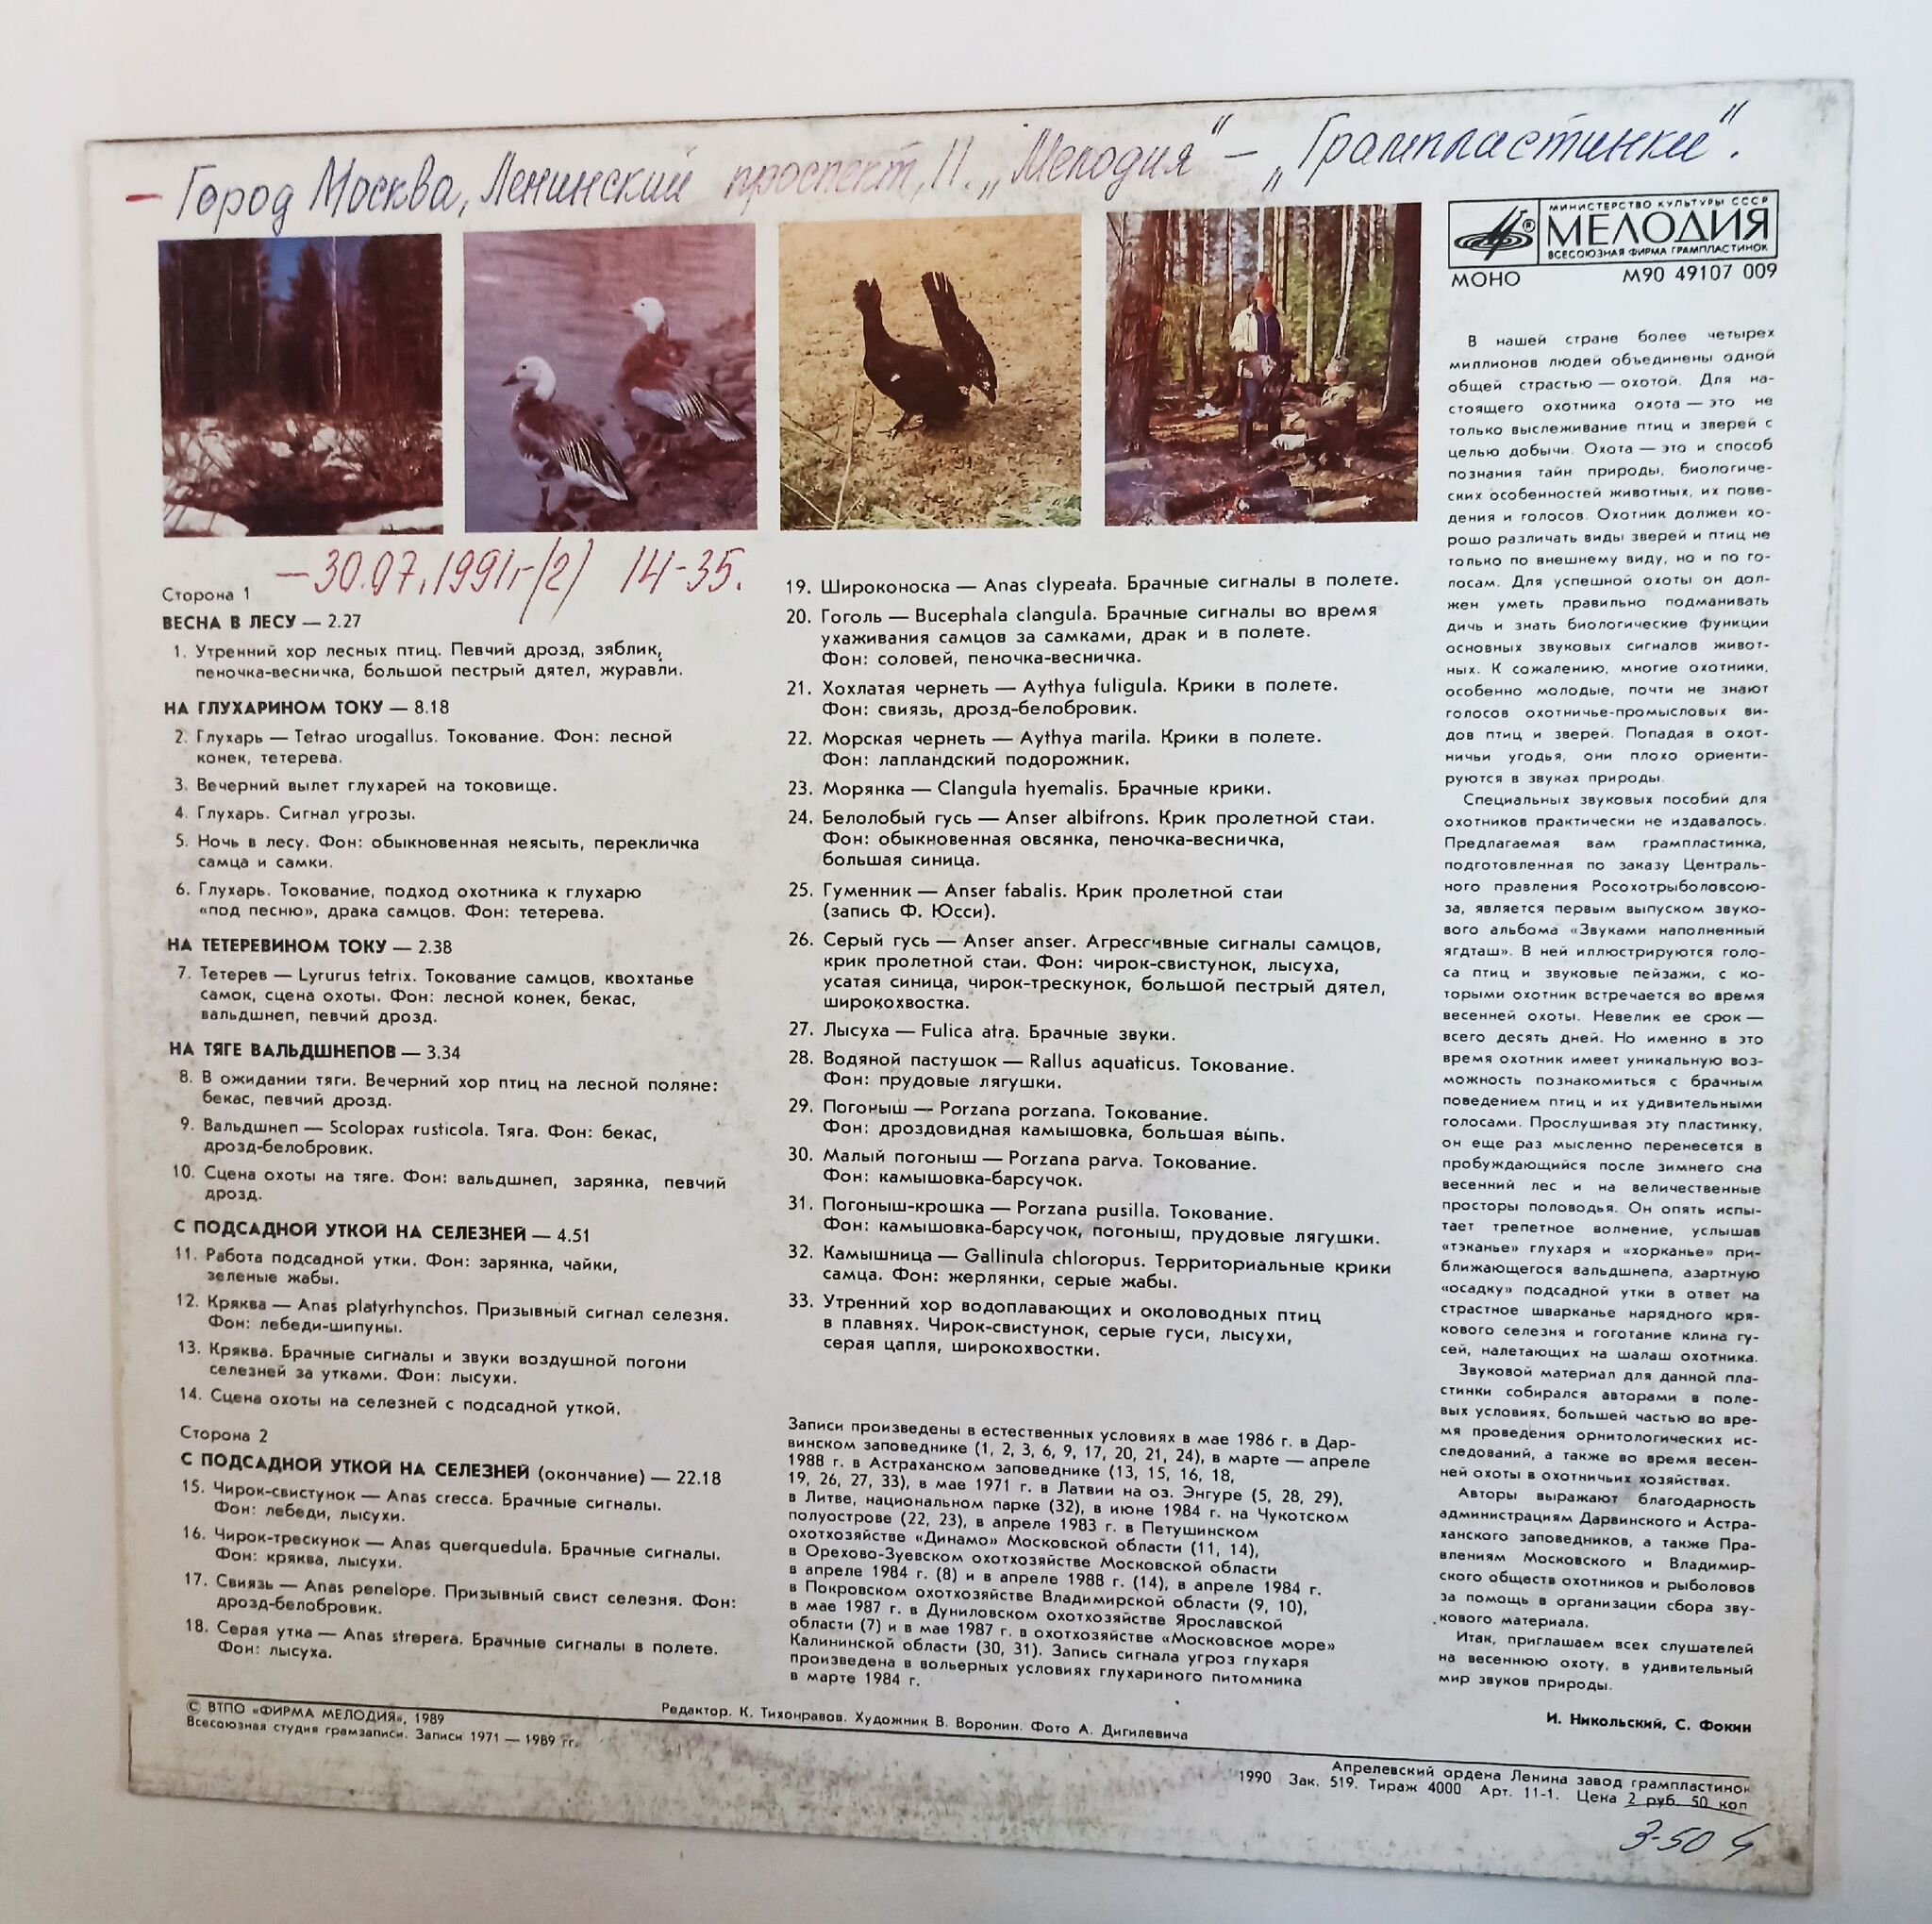 – Город Москва, Ленинский проспект, 11. „Мелодия“ – „Грампластинки“.
МИНИСТЕРСТВО КУЛЬТУРЫ СССР
МЕЛОДИЯ
ВСЕСОЮЗНАЯ ФИРМА ГРАМПЛАСТИНОК
МОНО М90 49107 009
– 30.07.1991г (2) 14-35.
Сторона 1
ВЕСНА В ЛЕСУ — 2.27
1. Утренний хор лесных птиц. Певчий дрозд, зяблик,
пеночка-весничка, большой пестрый дятел, журавли.
НА ГЛУХАРИНОМ ТОКУ — 8.18
2. Глухарь — Tetrao urogallus. Токование. Фон: лесной
конек, тетерева.
3. Вечерний вылет глухарей на токовище.
4. Глухарь. Сигнал угрозы.
5. Ночь в лесу. Фон: обыкновенная неясыть, перекличка
самца и самки.
6. Глухарь. Токование, подход охотника к глухарю
«под песню», драка самцов. Фон: тетерева.
НА ТЕТЕРЕВИНОМ ТОКУ — 2.38
7. Тетерев — Lyrurus tetrix. Токование самцов, квохтанье
самок, сцена охоты. Фон: лесной конек, бекас,
вальдшнеп, певчий дрозд.
НА ТЯГЕ ВАЛЬДШНЕПОВ — 3.34
8. В ожидании тяги. Вечерний хор птиц на лесной поляне:
бекас, певчий дрозд.
9. Вальдшнеп — Scolopax rusticola. Тяга. Фон: бекас,
дрозд-белобровик.
10. Сцена охоты на тяге. Фон: вальдшнеп, зарянка, певчий
дрозд.
С ПОДСАДНОЙ УТКОЙ НА СЕЛЕЗНЕЙ — 4.51
11. Работа подсадной утки. Фон: зарянка, чайки,
зеленые жабы.
12. Кряква — Anas platyrhynchos. Призывный сигнал селезня.
Фон: лебеди-шипуны.
13. Кряква. Брачные сигналы и звуки воздушной погони
селезней за утками. Фон: лысухи.
14. Сцена охоты на селезней с подсадной уткой.
Сторона 2
С ПОДСАДНОЙ УТКОЙ НА СЕЛЕЗНЕЙ (окончание) — 22.18
15. Чирок-свистунок — Anas crecca. Брачные сигналы.
Фон: лебеди, лысухи.
16. Чирок-трескунок — Anas querquedula. Брачные сигналы.
Фон: кряква, лысухи.
17. Свиязь — Anas penelope. Призывный свист селезня. Фон:
дрозд-белобровик.
18. Серая утка — Anas strepera. Брачные сигналы в полете.
Фон: лысуха.
19. Широконоска — Anas clypeata. Брачные сигналы в полете.
20. Гоголь — Bucephala clangula. Брачные сигналы во время
ухаживания самцов за самками, драк и в полете.
Фон: соловей, пеночка-весничка.
21. Хохлатая чернеть — Aythya fuligula. Крики в полете.
Фон: свиязь, дрозд-белобровик.
22. Морская чернеть — Aythya marila. Крики в полете.
Фон: лапландский подорожник.
23. Морянка — Clangula hyemalis. Брачные крики.
24. Белолобый гусь — Anser albifrons. Крик пролетной стаи.
Фон: обыкновенная овсянка, пеночка-весничка,
большая синица.
25. Гуменник — Anser fabalis. Крик пролетной стаи
(запись Ф. Юсси).
26. Серый гусь — Anser anser. Агрессивные сигналы самцов,
крик пролетной стаи. Фон: чирок-свистунок, лысуха,
усатая синица, чирок-трескунок, большой пестрый дятел,
широкохвостка.
27. Лысуха — Fulica atra. Брачные звуки.
28. Водяной пастушок — Rallus aquaticus. Токование.
Фон: прудовые лягушки.
29. Погоныш — Porzana porzana. Токование.
Фон: дроздовидная камышовка, большая выпь.
30. Малый погоныш — Porzana parva. Токование.
Фон: камышовка-барсучок.
31. Погоныш-крошка — Porzana pusilla. Токование.
Фон: камышовка-барсучок, погоныш, прудовые лягушки.
32. Камышница — Gallinula chloropus. Территориальные крики
самца. Фон: жерлянки, серые жабы.
33. Утренний хор водоплавающих и околоводных птиц
в плавнях. Чирок-свистунок, серые гуси, лысухи,
серая цапля, широкохвостки.
Записи произведены в естественных условиях в мае 1986 г. в Дар-
винском заповеднике (1, 2, 3, 6, 9, 17, 20, 21, 24), в марте — апреле
1988 г. в Астраханском заповеднике (13, 15, 16, 18,
19, 26, 27, 33), в мае 1971 г. в Латвии на оз. Энгуре (5, 28, 29),
в Литве, национальном парке (32), в июне 1984 г. на Чукотском
полуострове (22, 23), в апреле 1983 г. в Петушинском
охотхозяйстве «Динамо» Московской области (11, 14),
в Орехово-Зуевском охотхозяйстве Московской области
в апреле 1984 г. (8) и в апреле 1988 г. (14), в апреле 1984 г.
в Покровском охотхозяйстве Владимирской области (9, 10),
в мае 1987 г. в Дуниловском охотхозяйстве Ярославской
области (7) и в мае 1987 г. в охотхозяйстве «Московское море»
Калининской области (30, 31). Запись сигнала угроз глухаря
произведена в вольерных условиях глухариного питомника
в марте 1984 г.
В нашей стране более четырех
миллионов людей объединены одной
общей страстью — охотой. Для на-
стоящего охотника охота — это не
только выслеживание птиц и зверей с
целью добычи. Охота — это и способ
познания тайн природы, биологиче-
ских особенностей животных, их пове-
дения и голосов. Охотник должен хо-
рошо различать виды зверей и птиц не
только по внешнему виду, но и по го-
лосам. Для успешной охоты он дол-
жен уметь правильно подманивать
дичь и знать биологические функции
основных звуковых сигналов живот-
ных. К сожалению, многие охотники,
особенно молодые, почти не знают
голосов охотничье-промысловых ви-
дов птиц и зверей. Попадая в охот-
ничьи угодья, они плохо ориенти-
руются в звуках природы.
Специальных звуковых пособий для
охотников практически не издавалось.
Предлагаемая вам грампластинка,
подготовленная по заказу Централь-
ного правления Росохотрыболовсою-
за, является первым выпуском звуко-
вого альбома «Звуками наполненный
ягдташ». В ней иллюстрируются голо-
са птиц и звуковые пейзажи, с ко-
торыми охотник встречается во время
весенней охоты. Невелик ее срок —
всего десять дней. Но именно в это
время охотник имеет уникальную воз-
можность познакомиться с брачным
поведением птиц и их удивительными
голосами. Прослушивая эту пластинку,
он еще раз мысленно перенесется в
пробуждающийся после зимнего сна
весенний лес и на величественные
просторы половодья. Он опять испы-
тает трепетное волнение, услышав
«тэканье» глухаря и «хорканье» при-
ближающегося вальдшнепа, азартную
«осадку» подсадной утки в ответ на
страстное шварканье нарядного кря-
кового селезня и гоготание клина гу-
сей, налетающих на шалаш охотника.
Звуковой материал для данной пла-
стинки собирался авторами в поле-
вых условиях, большей частью во вре-
мя проведения орнитологических ис-
следований, а также во время весен-
ней охоты в охотничьих хозяйствах.
Авторы выражают благодарность
администрациям Дарвинского и Астра-
ханского заповедников, а также Пра-
влениям Московского и Владимир-
ского обществ охотников и рыболовов
за помощь в организации сбора зву-
кового материала.
Итак, приглашаем всех слушателей
на весеннюю охоту, в удивительный
мир звуков природы.
И. Никольский, С. Фокин
© ВТПО «ФИРМА МЕЛОДИЯ», 1989
Всесоюзная студия грамзаписи. Записи 1971 — 1989 гг.
Редактор. К. Тихонравов. Художник В. Воронин. Фото А. Дигилевича
Апрелевский ордена Ленина завод грампластинок
1990 Зак. 519. Тираж 4000 Арт. 11-1. Цена 2 руб. 50 коп
3-50 ч